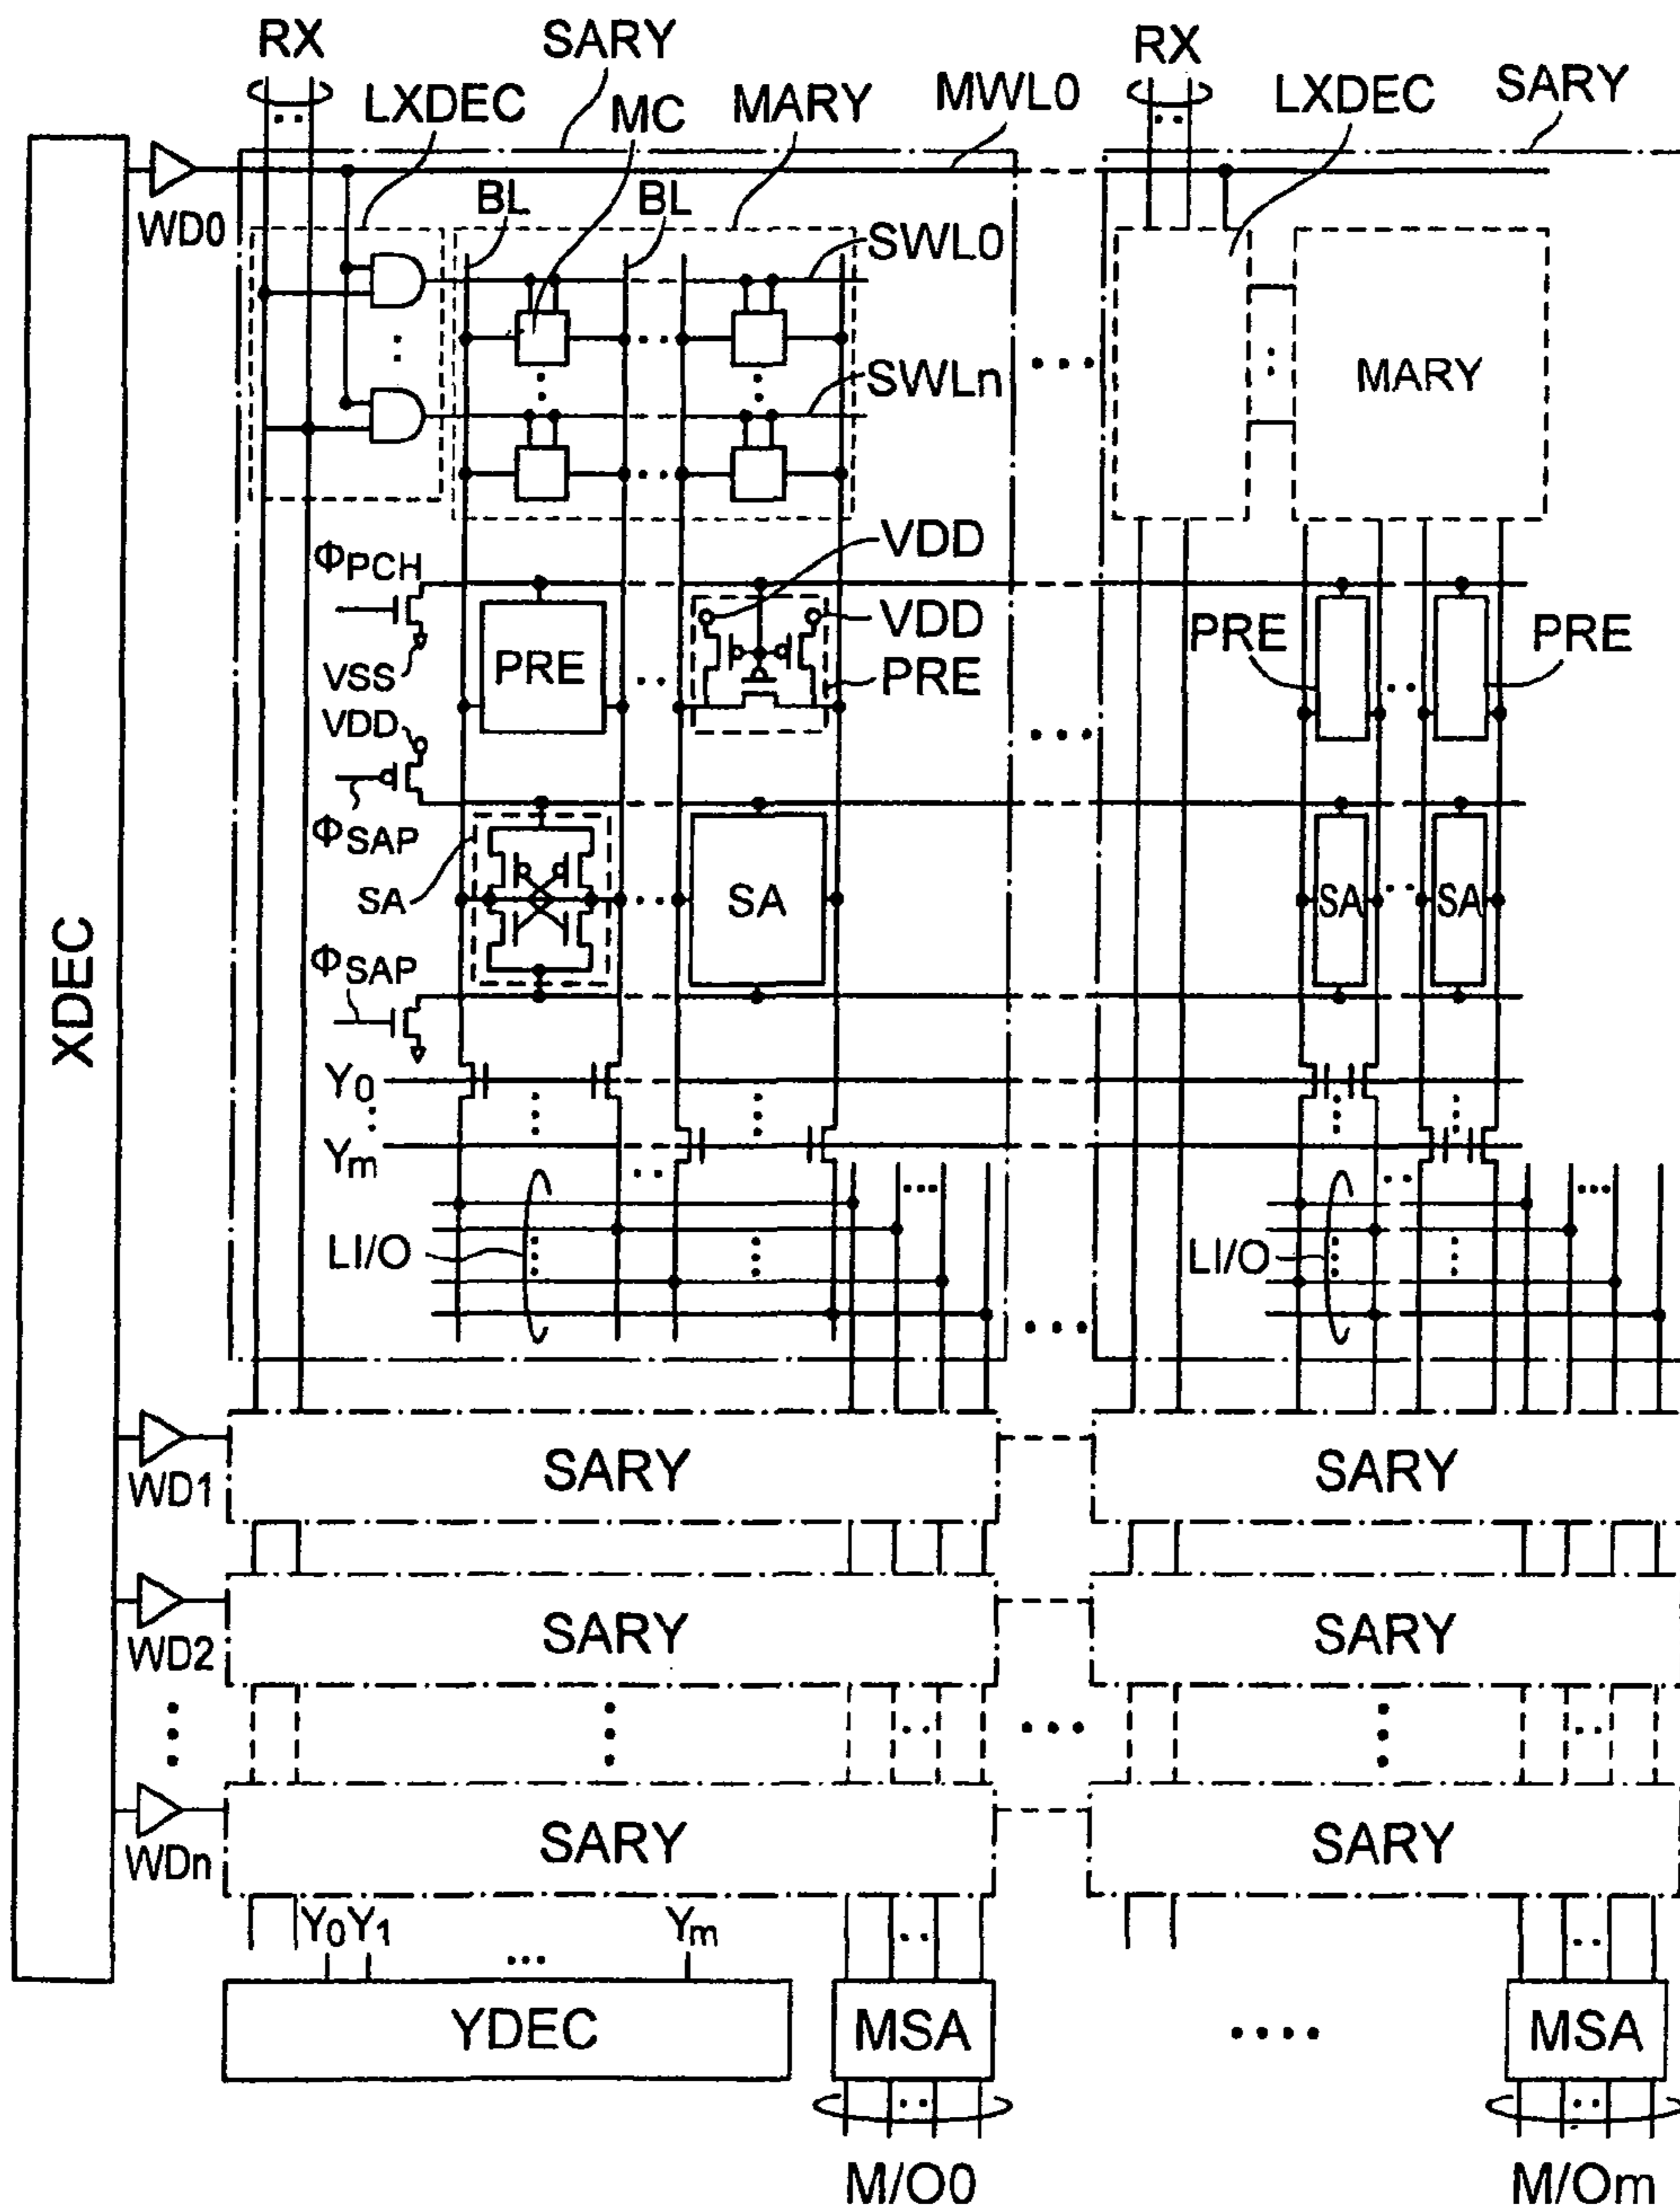 RX
SARY
RX
LXDEC
MC
MARY
MWL0
LXDEC
SARY
WD0
BL
BL
SWL0
SWLn
MARY
ΦPCH
VDD
VSS
PRE
VDD
PRE
PRE
PRE
VDD
ΦSAP
SA
SA
SA
SA
ΦSAP
XDEC
Y0
Ym
LI/O
LI/O
WD1
SARY
SARY
WD2
SARY
SARY
WDn
SARY
SARY
Y0 Y1 ... Ym
YDEC
MSA
MSA
M/O0
M/Om